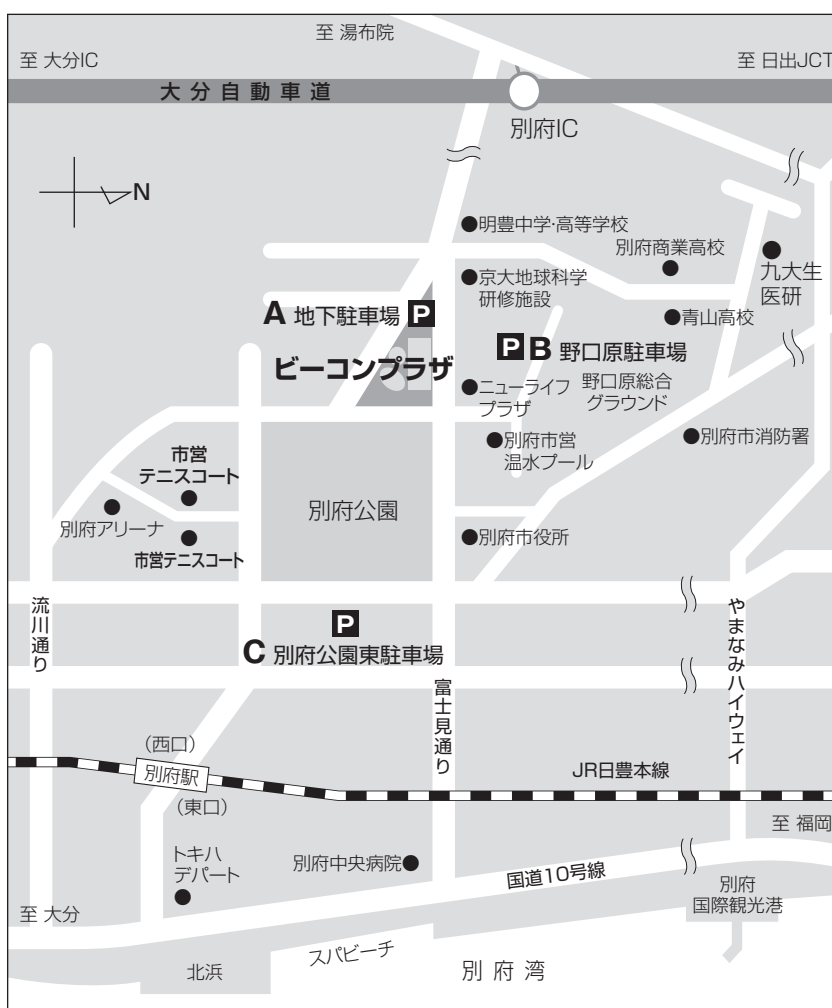 至 湯布院
至 大分IC
至 日出JCT
大分自動車道
別府IC
N
明豊中学・高等学校
別府商業高校
九大生
医研
京大地球科学
研修施設
A 地下駐車場 P
青山高校
P B 野口原駐車場
ビーコンプラザ
ニューライフ
プラザ
野口原総合
グラウンド
別府市営
温水プール
別府市消防署
市営
テニスコート
別府公園
別府アリーナ
市営テニスコート
別府市役所
流川通り
P
C 別府公園東駐車場
やまなみハイウェイ
富士見通り
(西口)
別府駅
(東口)
JR日豊本線
至 福岡
トキハ
デパート
別府中央病院
国道10号線
別府
国際観光港
至 大分
スパビーチ
北浜
別府湾